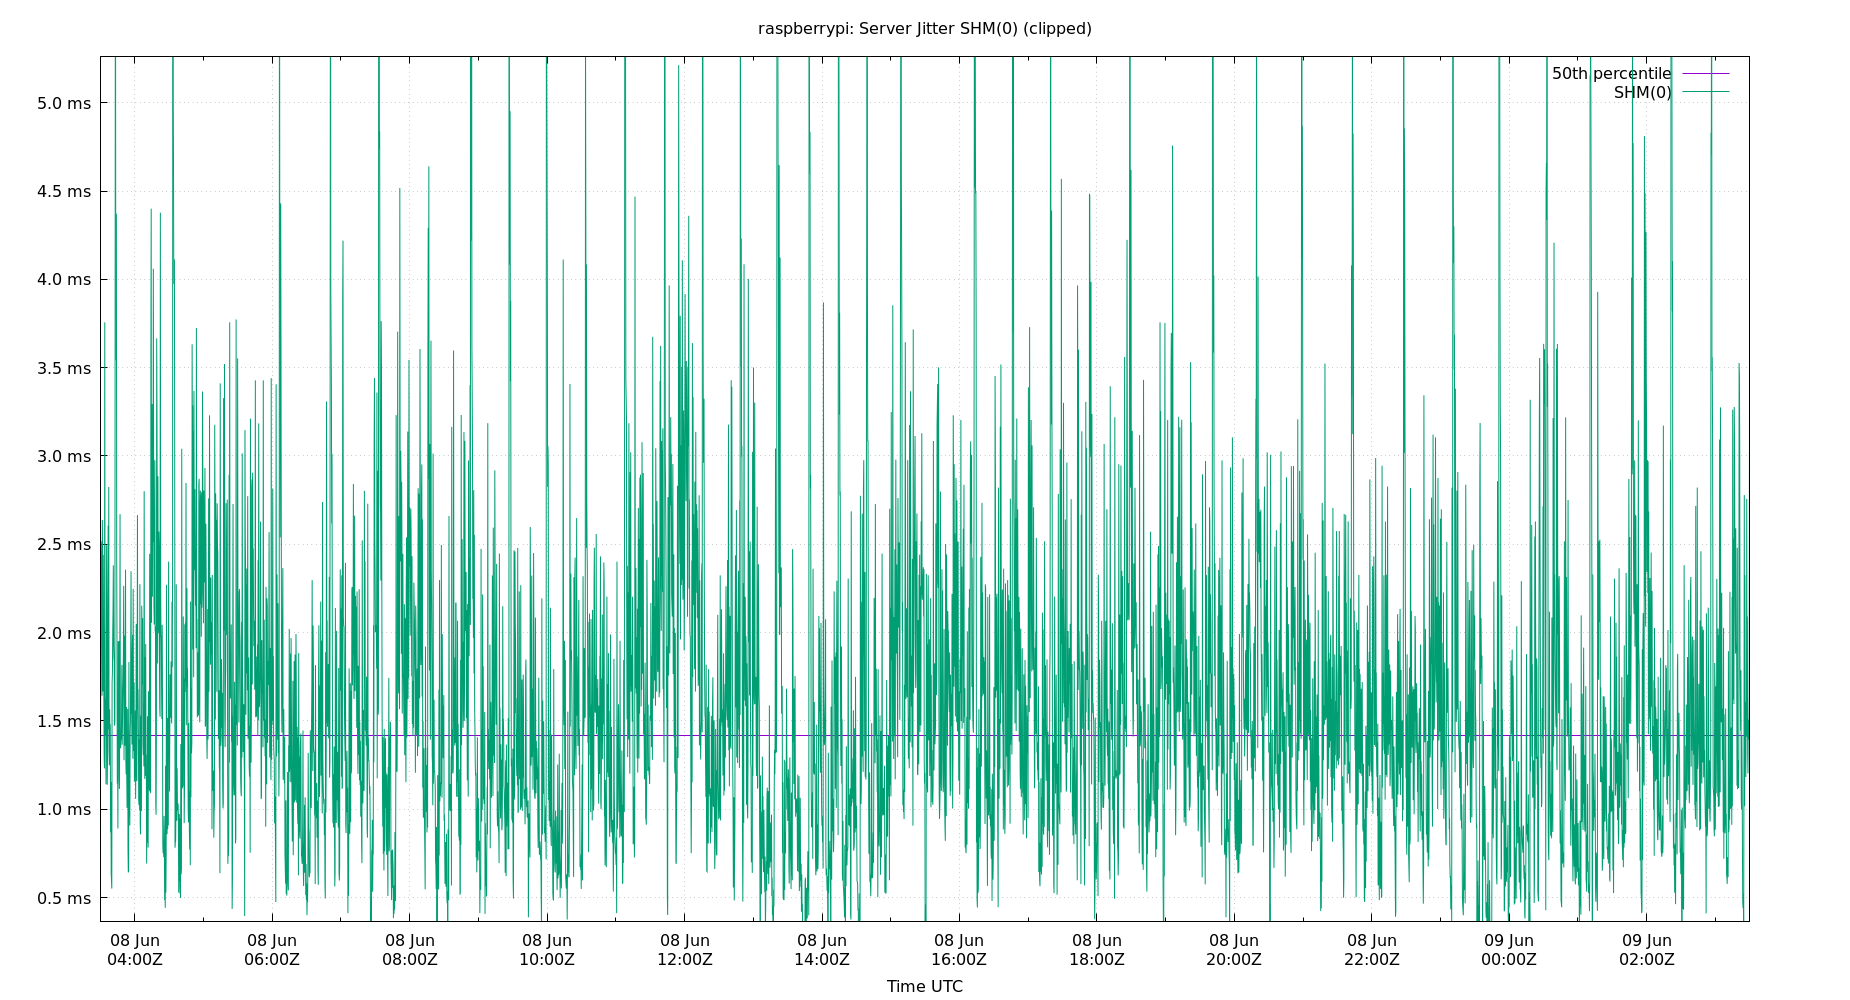 raspberrypi: Server Jitter SHM(0) (clipped)
50th percentile
SHM(0)
5.0 ms
4.5 ms
4.0 ms
3.5 ms
3.0 ms
2.5 ms
2.0 ms
1.5 ms
1.0 ms
0.5 ms
08 Jun 08 Jun 08 Jun 08 Jun 08 Jun 08 Jun 08 Jun 08 Jun 08 Jun 08 Jun 09 Jun 09 Jun
04:00Z 06:00Z 08:00Z 10:00Z 12:00Z 14:00Z 16:00Z 18:00Z 20:00Z 22:00Z 00:00Z 02:00Z
Time UTC